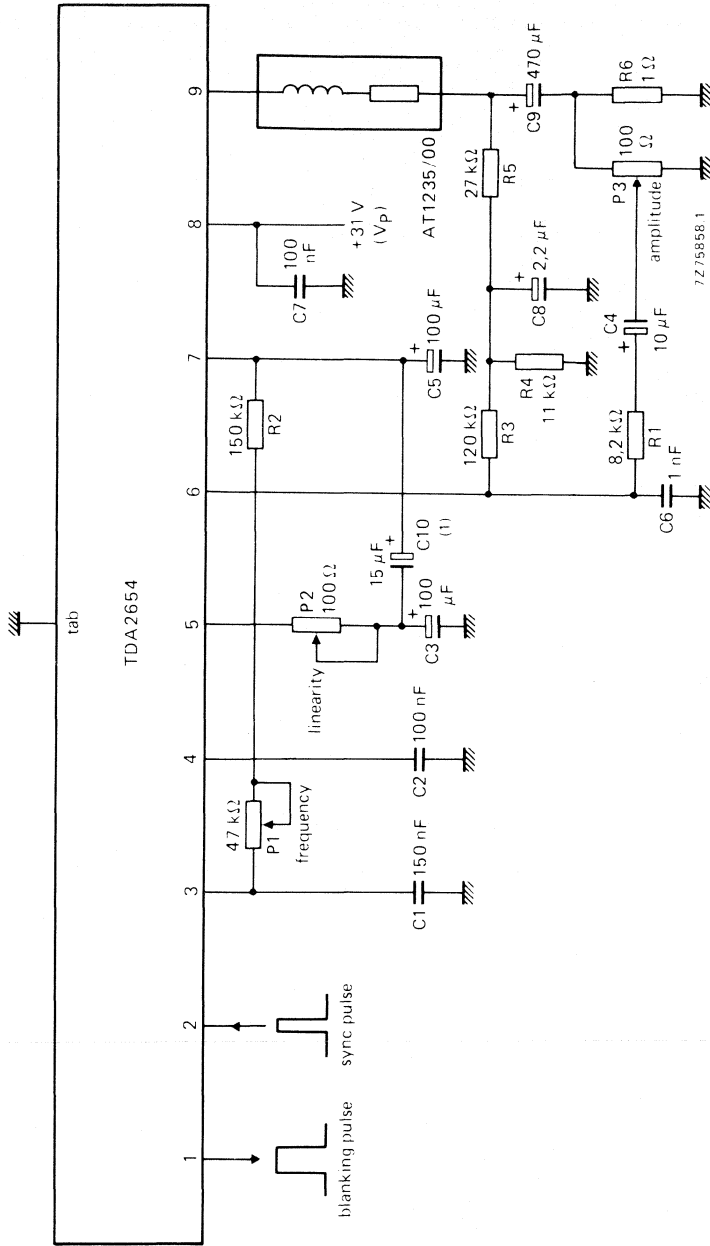 tab
TDA2654
1
2
3
4
5
6
7
8
9
blanking pulse
sync pulse
47 kΩ
P1
frequency
C1
150 nF
C2
100 nF
150 kΩ
R2
linearity
P2
100 Ω
C3
100
μF
15 μF
C10
(1)
C5
100 μF
C7
100
nF
+31 V
(VP)
AT1235/00
120 kΩ
R3
R4
11 kΩ
C8
2,2 μF
27 kΩ
R5
C9
470 μF
8,2 kΩ
R1
C6
1 nF
C4
10 μF
P3
100
Ω
amplitude
R6
1 Ω
7Z75858.1